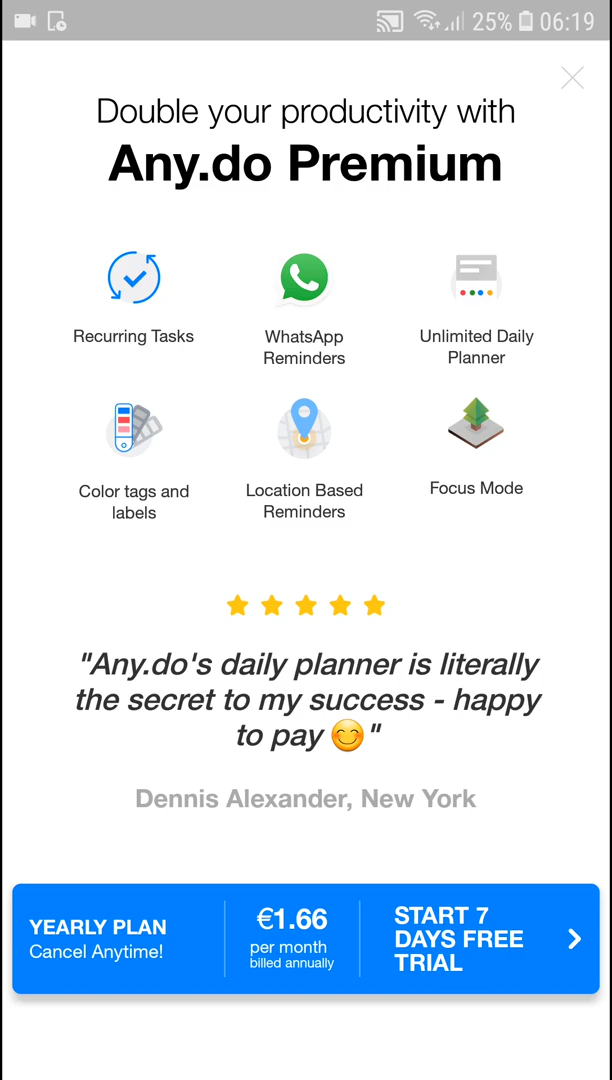 25% 06:19
Double your productivity with
Any.do Premium
Recurring Tasks
WhatsApp
Reminders
Unlimited Daily
Planner
Color tags and
labels
Location Based
Reminders
Focus Mode
"Any.do's daily planner is literally
the secret to my success - happy
to pay 😊"
Dennis Alexander, New York
YEARLY PLAN
Cancel Anytime!
€1.66
per month
billed annually
START 7
DAYS FREE
TRIAL